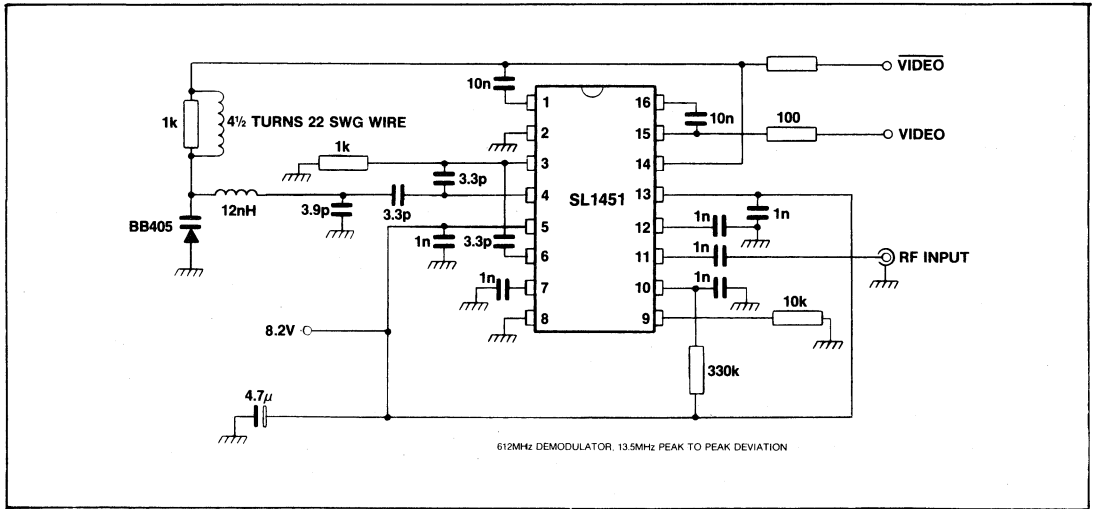 VIDEO
10n
1
16
1k
4½ TURNS 22 SWG WIRE
10n
100
2
15
VIDEO
1k
3
14
3.3p
SL1451
4
13
12nH
3.9p
3.3p
1n
BB405
5
12
1n
1n
3.3p
1n
6
11
RF INPUT
1n
1n
7
10
10k
8.2V
8
9
330k
4.7µ
612MHz DEMODULATOR, 13.5MHz PEAK TO PEAK DEVIATION